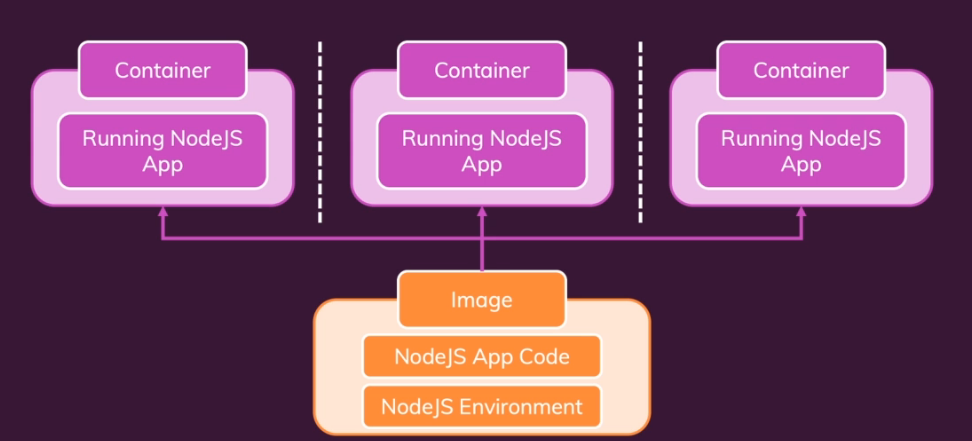 Container
Container
Container
Running NodeJS
App
Running NodeJS
App
Running NodeJS
App
Image
NodeJS App Code
NodeJS Environment